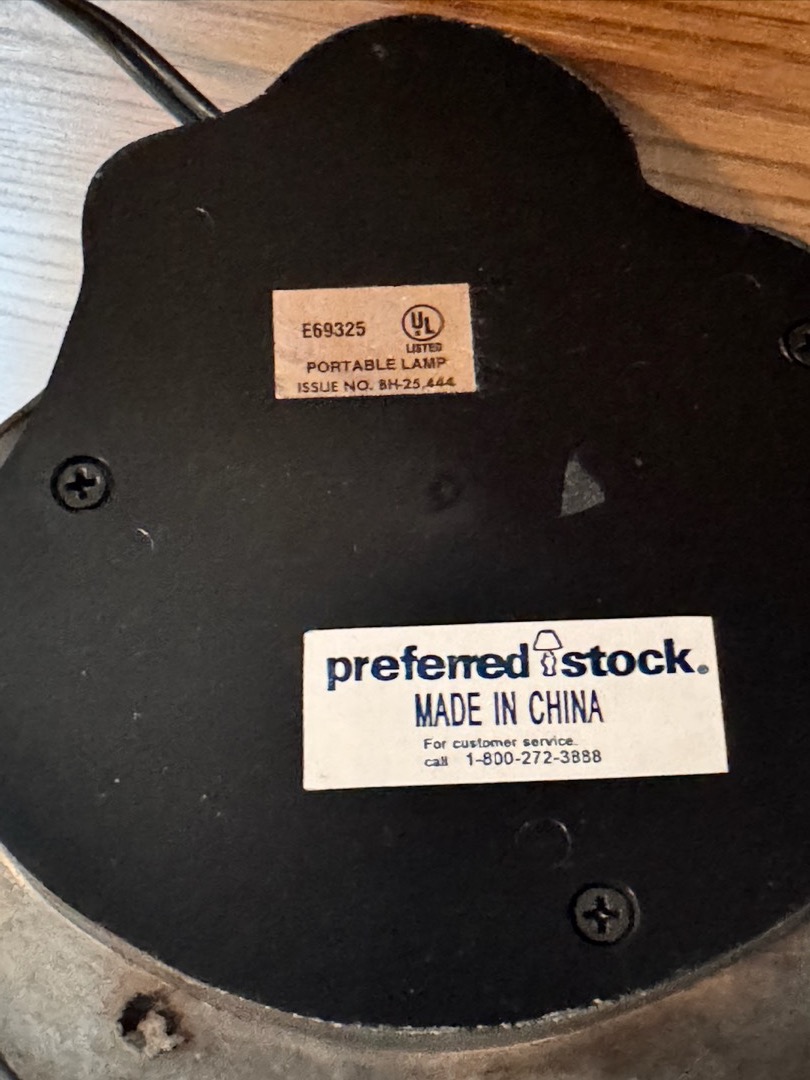 E69325 UL
LISTED
PORTABLE LAMP
ISSUE NO. BH-25,444
preferred stock®
MADE IN CHINA
For customer service
call 1-800-272-3888